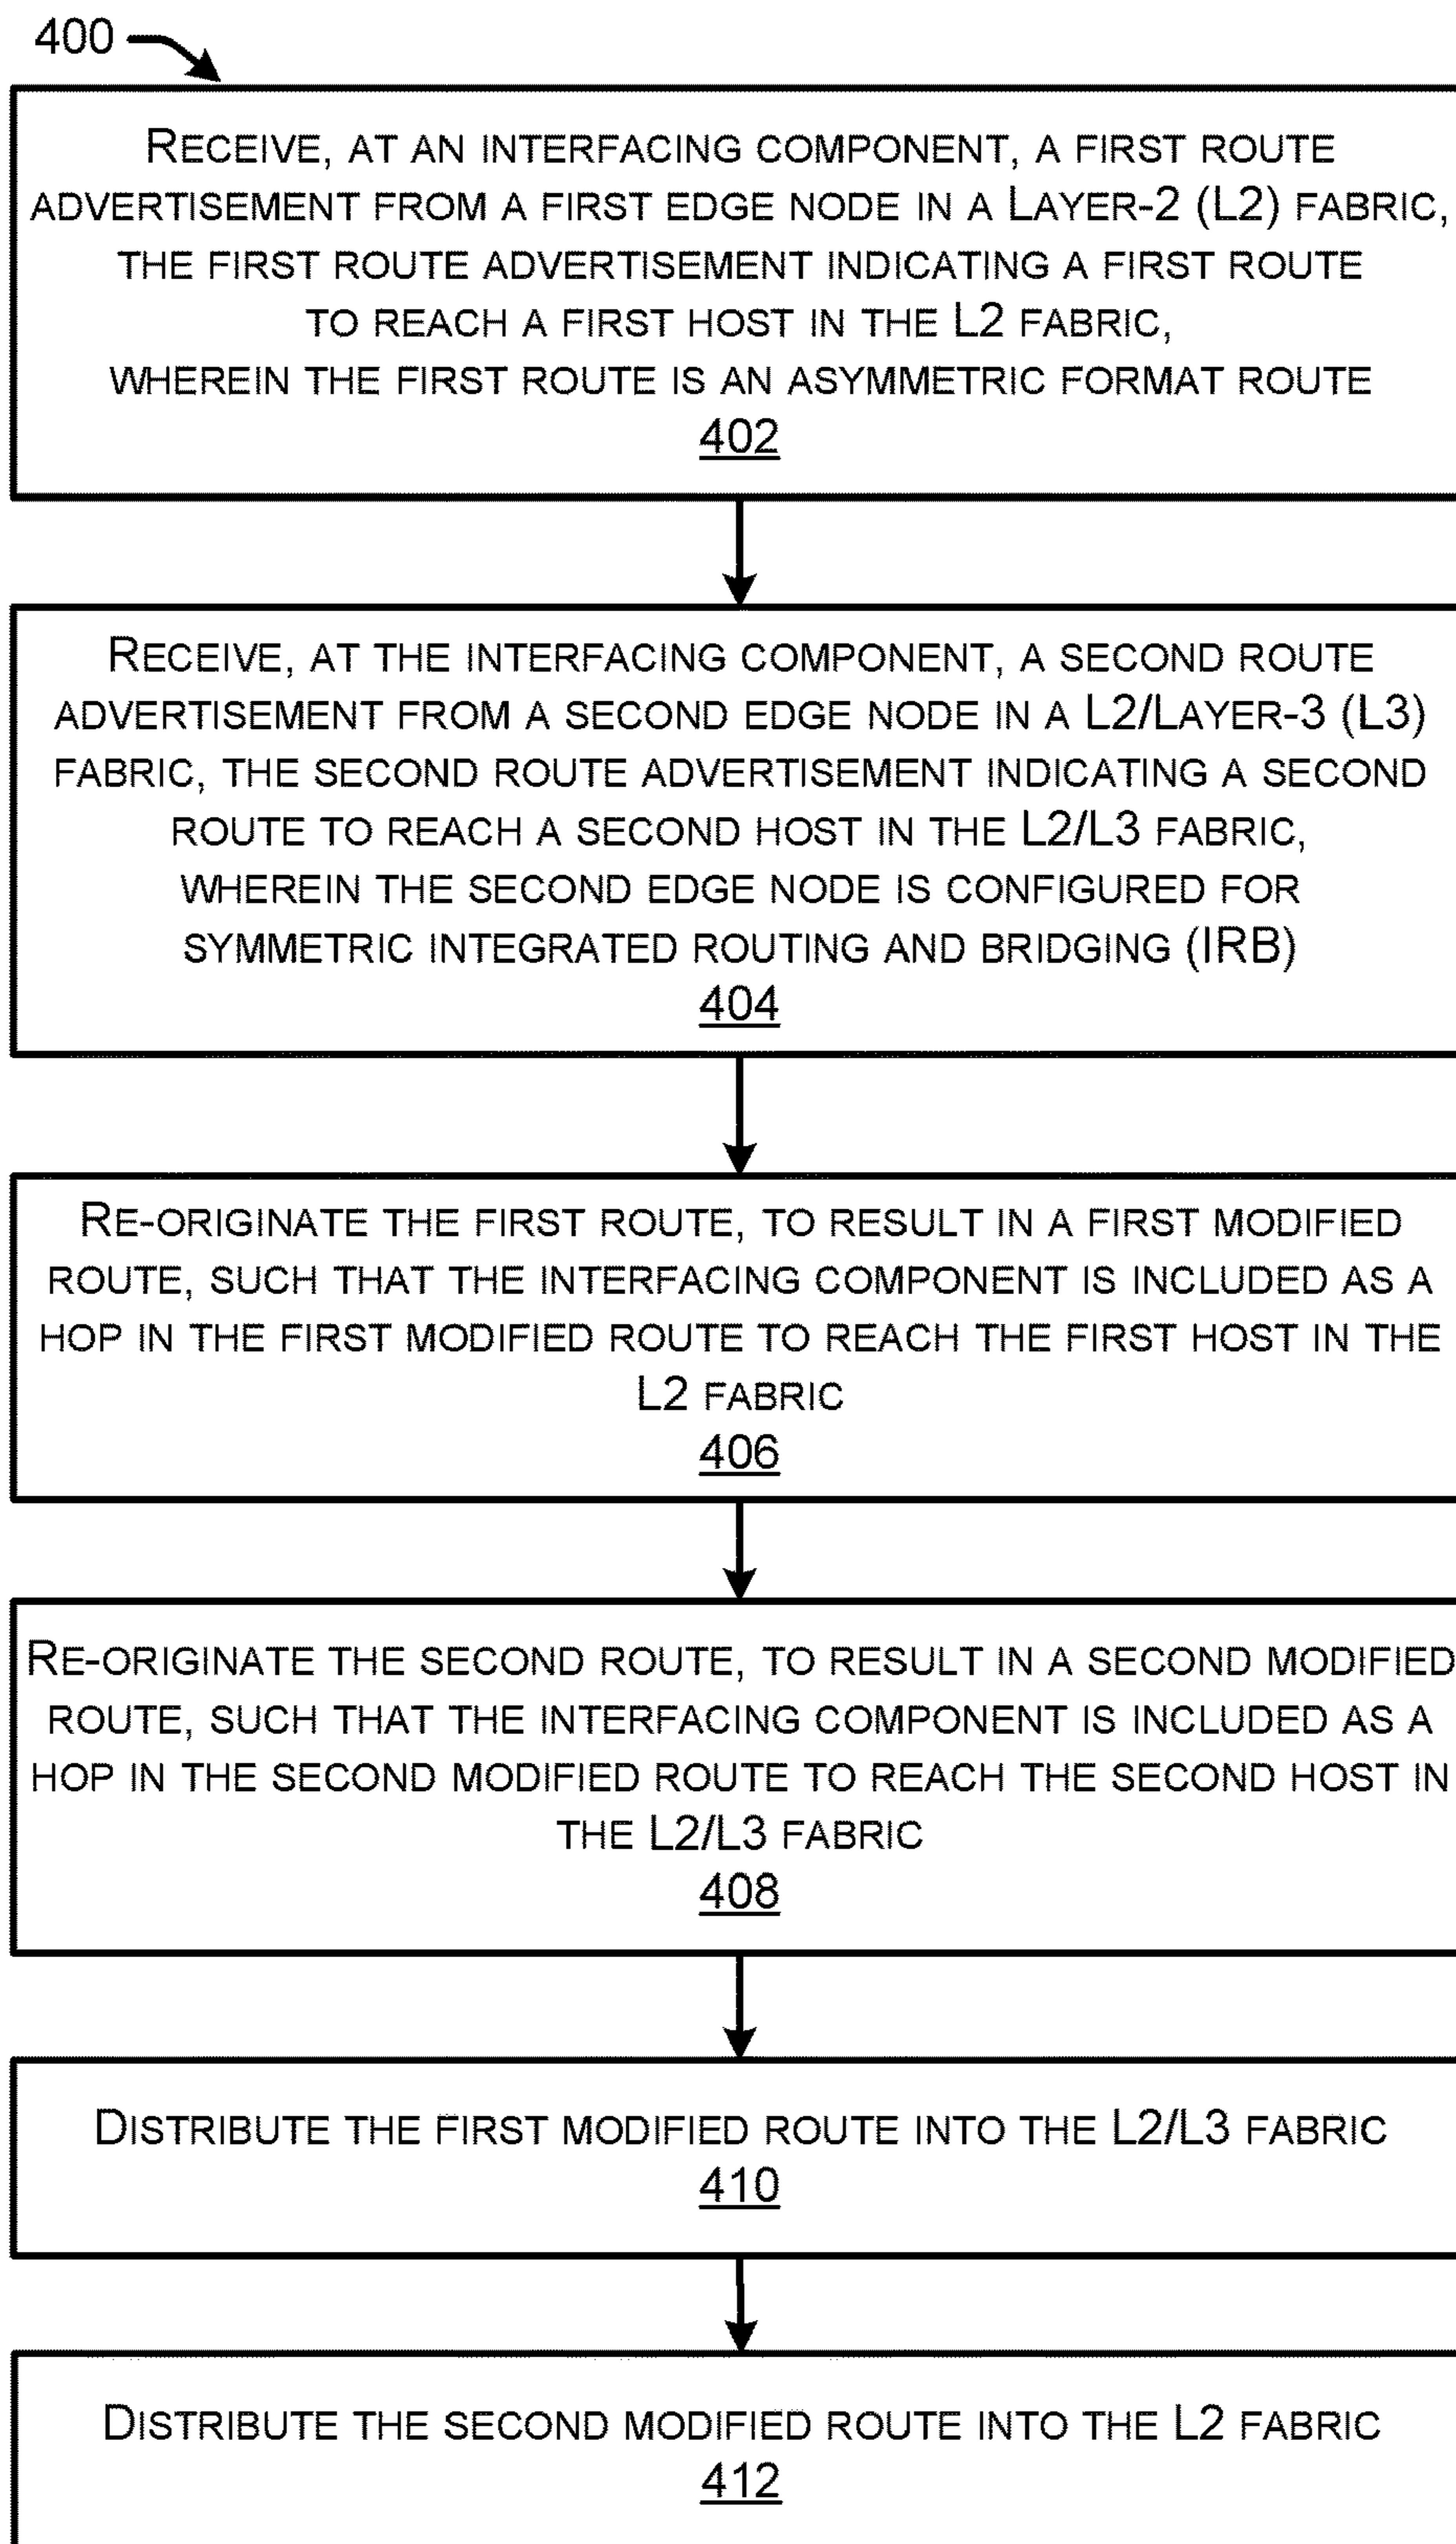 400
RECEIVE, AT AN INTERFACING COMPONENT, A FIRST ROUTE
ADVERTISEMENT FROM A FIRST EDGE NODE IN A LAYER-2 (L2) FABRIC,
THE FIRST ROUTE ADVERTISEMENT INDICATING A FIRST ROUTE
TO REACH A FIRST HOST IN THE L2 FABRIC,
WHEREIN THE FIRST ROUTE IS AN ASYMMETRIC FORMAT ROUTE
402
RECEIVE, AT THE INTERFACING COMPONENT, A SECOND ROUTE
ADVERTISEMENT FROM A SECOND EDGE NODE IN A L2/LAYER-3 (L3)
FABRIC, THE SECOND ROUTE ADVERTISEMENT INDICATING A SECOND
ROUTE TO REACH A SECOND HOST IN THE L2/L3 FABRIC,
WHEREIN THE SECOND EDGE NODE IS CONFIGURED FOR
SYMMETRIC INTEGRATED ROUTING AND BRIDGING (IRB)
404
RE-ORIGINATE THE FIRST ROUTE, TO RESULT IN A FIRST MODIFIED
ROUTE, SUCH THAT THE INTERFACING COMPONENT IS INCLUDED AS A
HOP IN THE FIRST MODIFIED ROUTE TO REACH THE FIRST HOST IN THE
L2 FABRIC
406
RE-ORIGINATE THE SECOND ROUTE, TO RESULT IN A SECOND MODIFIED
ROUTE, SUCH THAT THE INTERFACING COMPONENT IS INCLUDED AS A
HOP IN THE SECOND MODIFIED ROUTE TO REACH THE SECOND HOST IN
THE L2/L3 FABRIC
408
DISTRIBUTE THE FIRST MODIFIED ROUTE INTO THE L2/L3 FABRIC
410
DISTRIBUTE THE SECOND MODIFIED ROUTE INTO THE L2 FABRIC
412